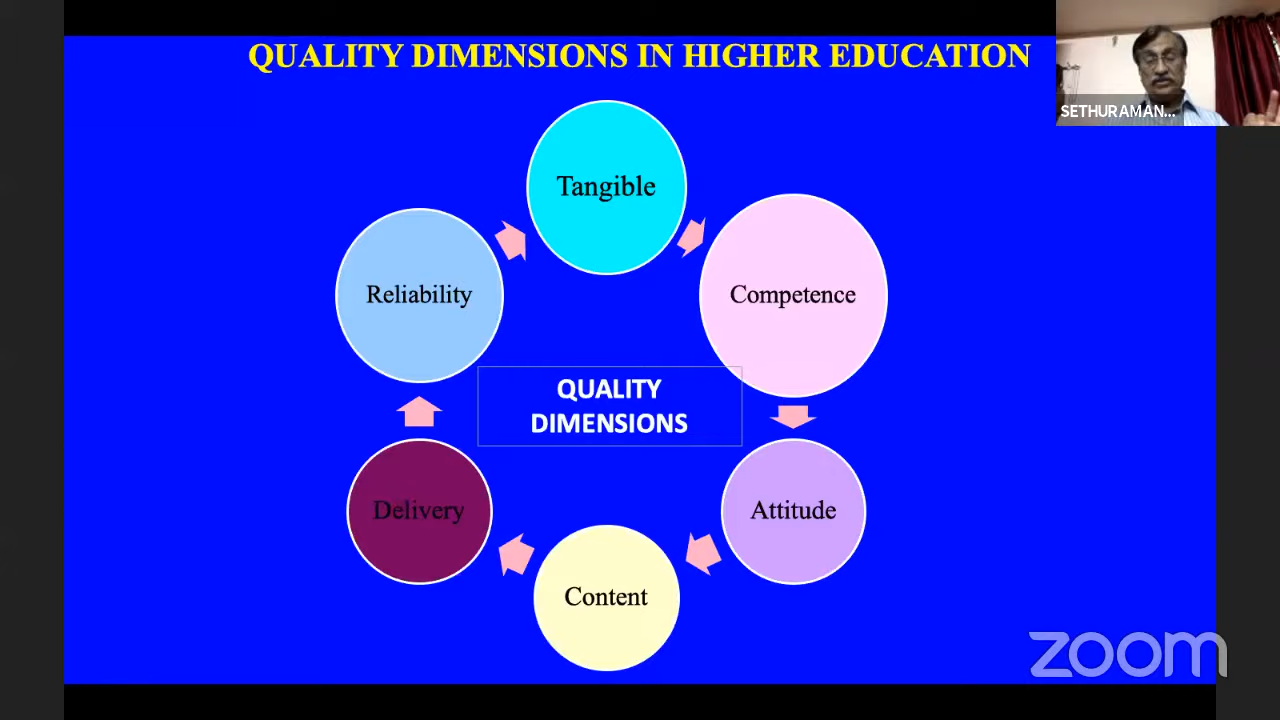 QUALITY DIMENSIONS IN HIGHER EDUCATION
SETHURAMAN...
Tangible
Reliability
Competence
QUALITY
DIMENSIONS
Delivery
Attitude
Content
zoom